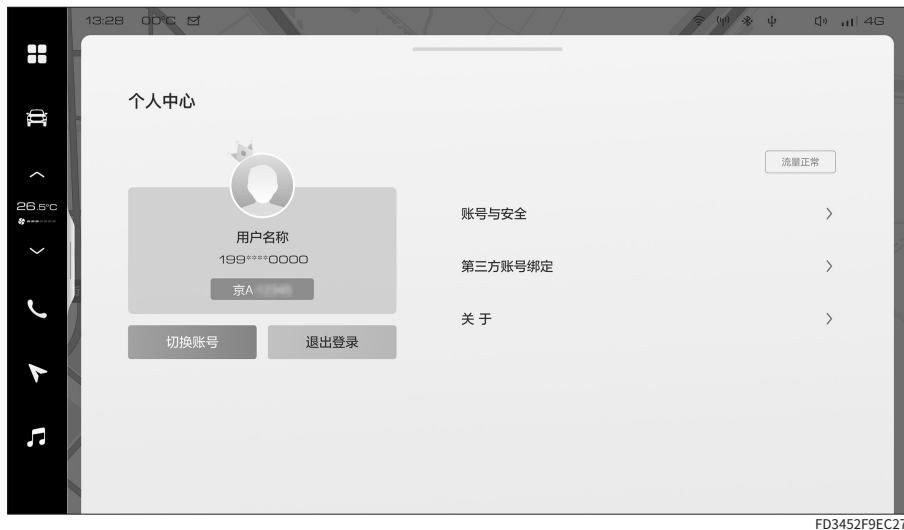 13:28 00°C 4G
个人中心
流量正常
26.5°C
账号与安全
用户名称
199****0000
第三方账号绑定
京A
关于
切换账号 退出登录
FD3452F9EC27